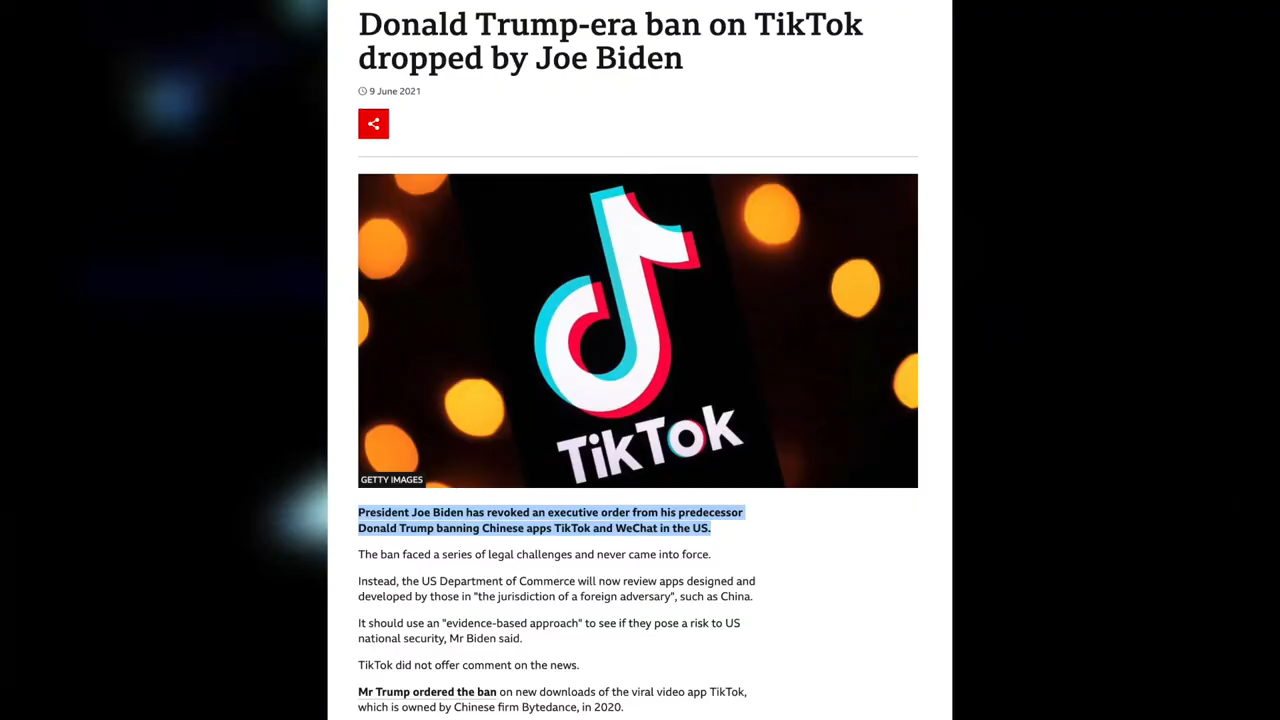 Donald Trump-era ban on TikTok
dropped by Joe Biden
9 June 2021
TikTok
GETTY IMAGES
President Joe Biden has revoked an executive order from his predecessor
Donald Trump banning Chinese apps TikTok and WeChat in the US.
The ban faced a series of legal challenges and never came into force.
Instead, the US Department of Commerce will now review apps designed and
developed by those in "the jurisdiction of a foreign adversary", such as China.
It should use an "evidence-based approach" to see if they pose a risk to US
national security, Mr Biden said.
TikTok did not offer comment on the news.
Mr Trump ordered the ban on new downloads of the viral video app TikTok,
which is owned by Chinese firm Bytedance, in 2020.